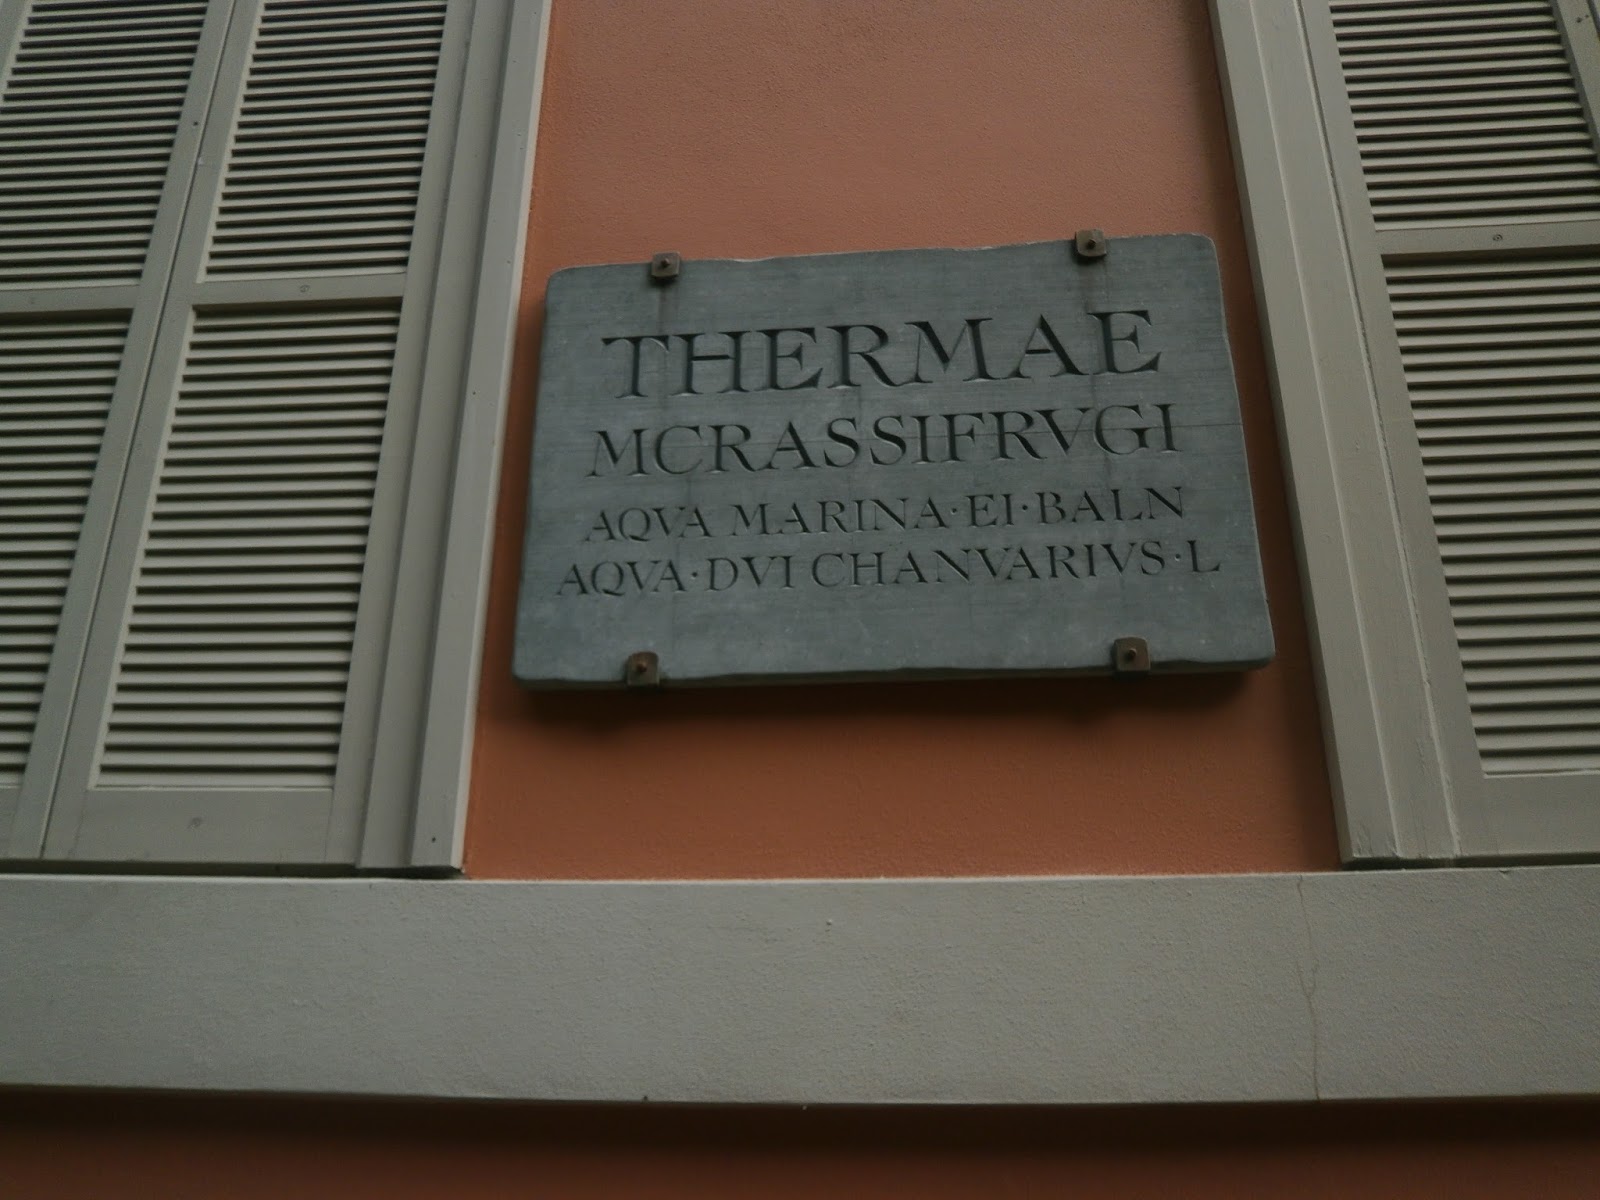 THERMAE
MCRASSIFRVGI
AQVA MARINA·EI·BALN
AQVA·DVI CHANVARIVS·L